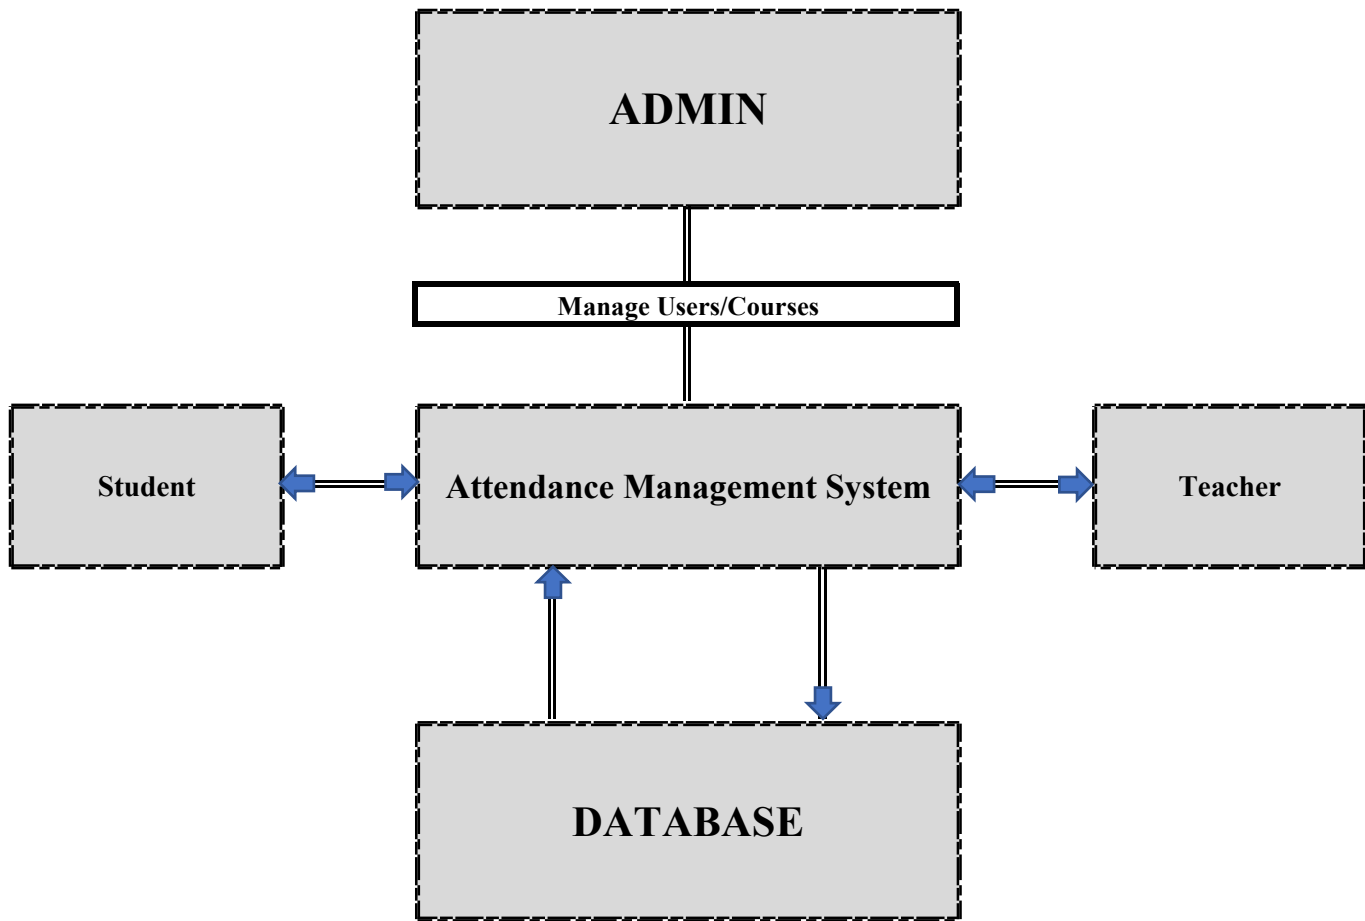 ADMIN
Manage Users/Courses
Student
Attendance Management System
Teacher
DATABASE